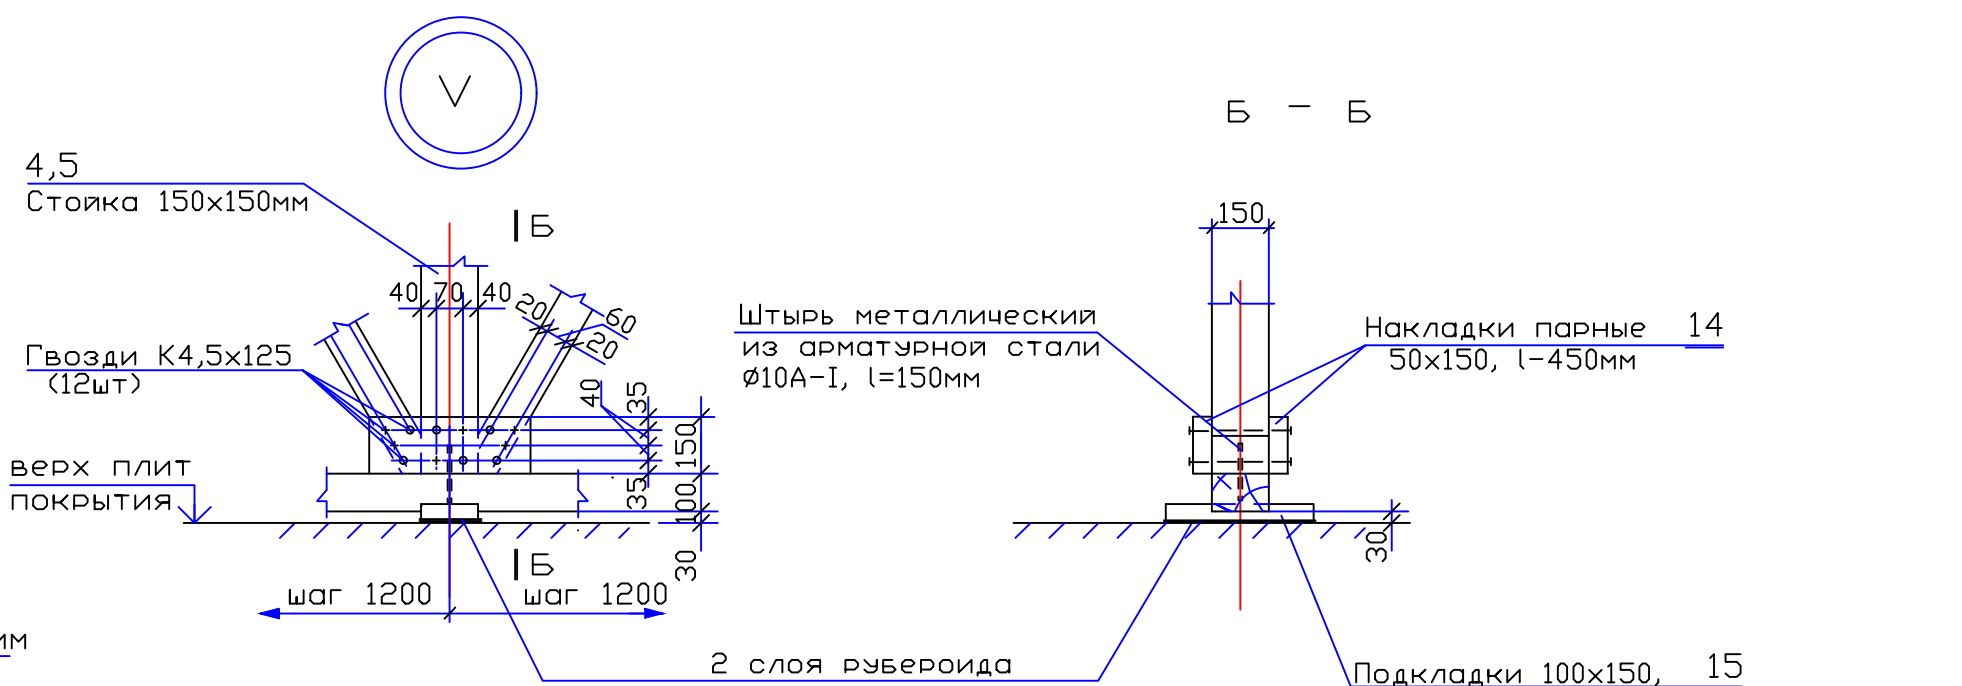 V
Б – Б
4,5
Стойка 150х150мм
Б
150
40 70 40
20
60
20
Штырь металлический
из арматурной стали
Ø10А-I, l=150мм
Накладки парные 14
50х150, l-450мм
Гвозди К4,5х125
(12шт)
40
35
150
35
100
30
верх плит
покрытия
30
Б
шаг 1200 шаг 1200
мм
2 слоя рубероида
Подкладки 100х150, 15